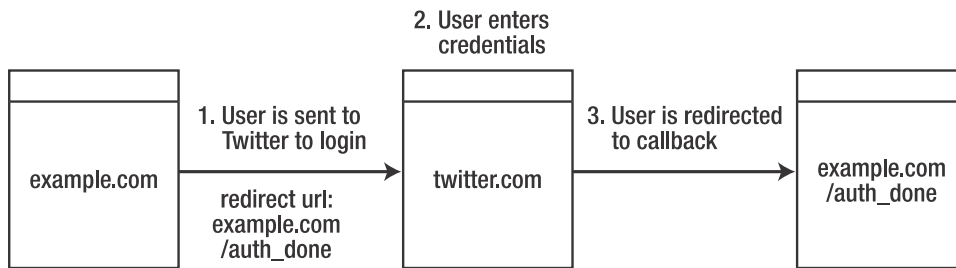 2. User enters
credentials
1. User is sent to
Twitter to login
3. User is redirected
to callback
example.com
twitter.com
example.com
/auth_done
redirect url:
example.com
/auth_done